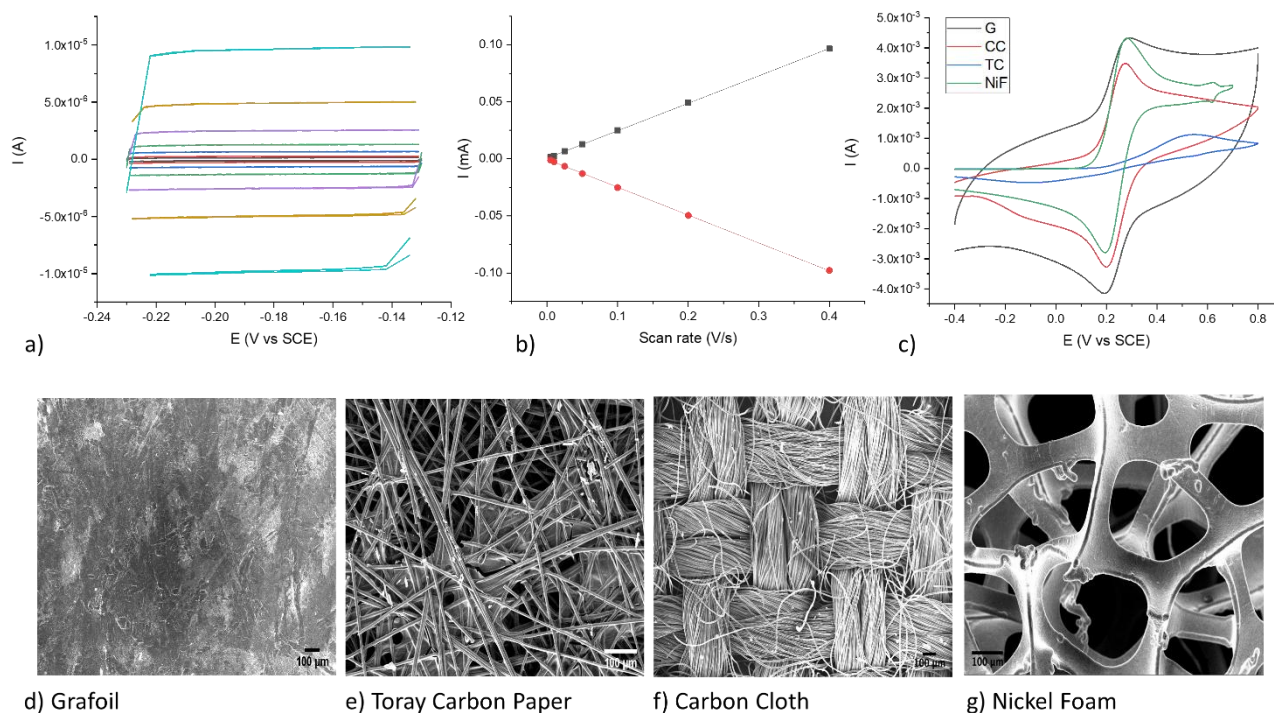 1.0x10⁻⁵
5.0x10⁻⁶
0.0
-5.0x10⁻⁶
-1.0x10⁻⁵
I (A)
-0.24 -0.22 -0.20 -0.18 -0.16 -0.14 -0.12
E (V vs SCE)
a)
0.10
0.05
0.00
-0.05
-0.10
I (mA)
0.0 0.1 0.2 0.3 0.4
Scan rate (V/s)
b)
5.0x10⁻³
4.0x10⁻³
3.0x10⁻³
2.0x10⁻³
1.0x10⁻³
0.0
-1.0x10⁻³
-2.0x10⁻³
-3.0x10⁻³
-4.0x10⁻³
I (A)
G
CC
TC
NiF
-0.4 -0.2 0.0 0.2 0.4 0.6 0.8
E (V vs SCE)
c)
100 µm
100 µm
100 µm
100 µm
d) Grafoil
e) Toray Carbon Paper
f) Carbon Cloth
g) Nickel Foam